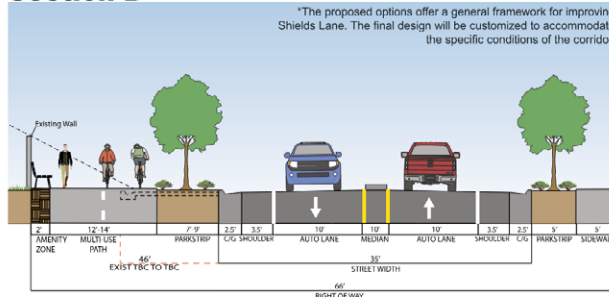 *The proposed options offer a general framework for improvin
Shields Lane. The final design will be customized to accommodat
the specific conditions of the corrido
Existing Wall
2' 12'-14' 7'-9' 2.5' 3.5' 10' 10' 10' 3.5' 2.5' 5' 5'
AMENITY ZONE MULTI USE PATH PARKSTRIP C/G SHOULDER AUTO LANE MEDIAN AUTO LANE SHOULDER C/G PARKSTRIP SIDEW
46'
EXIST TBC TO TBC
35'
STREET WIDTH
66'
RIGHT OF WAY